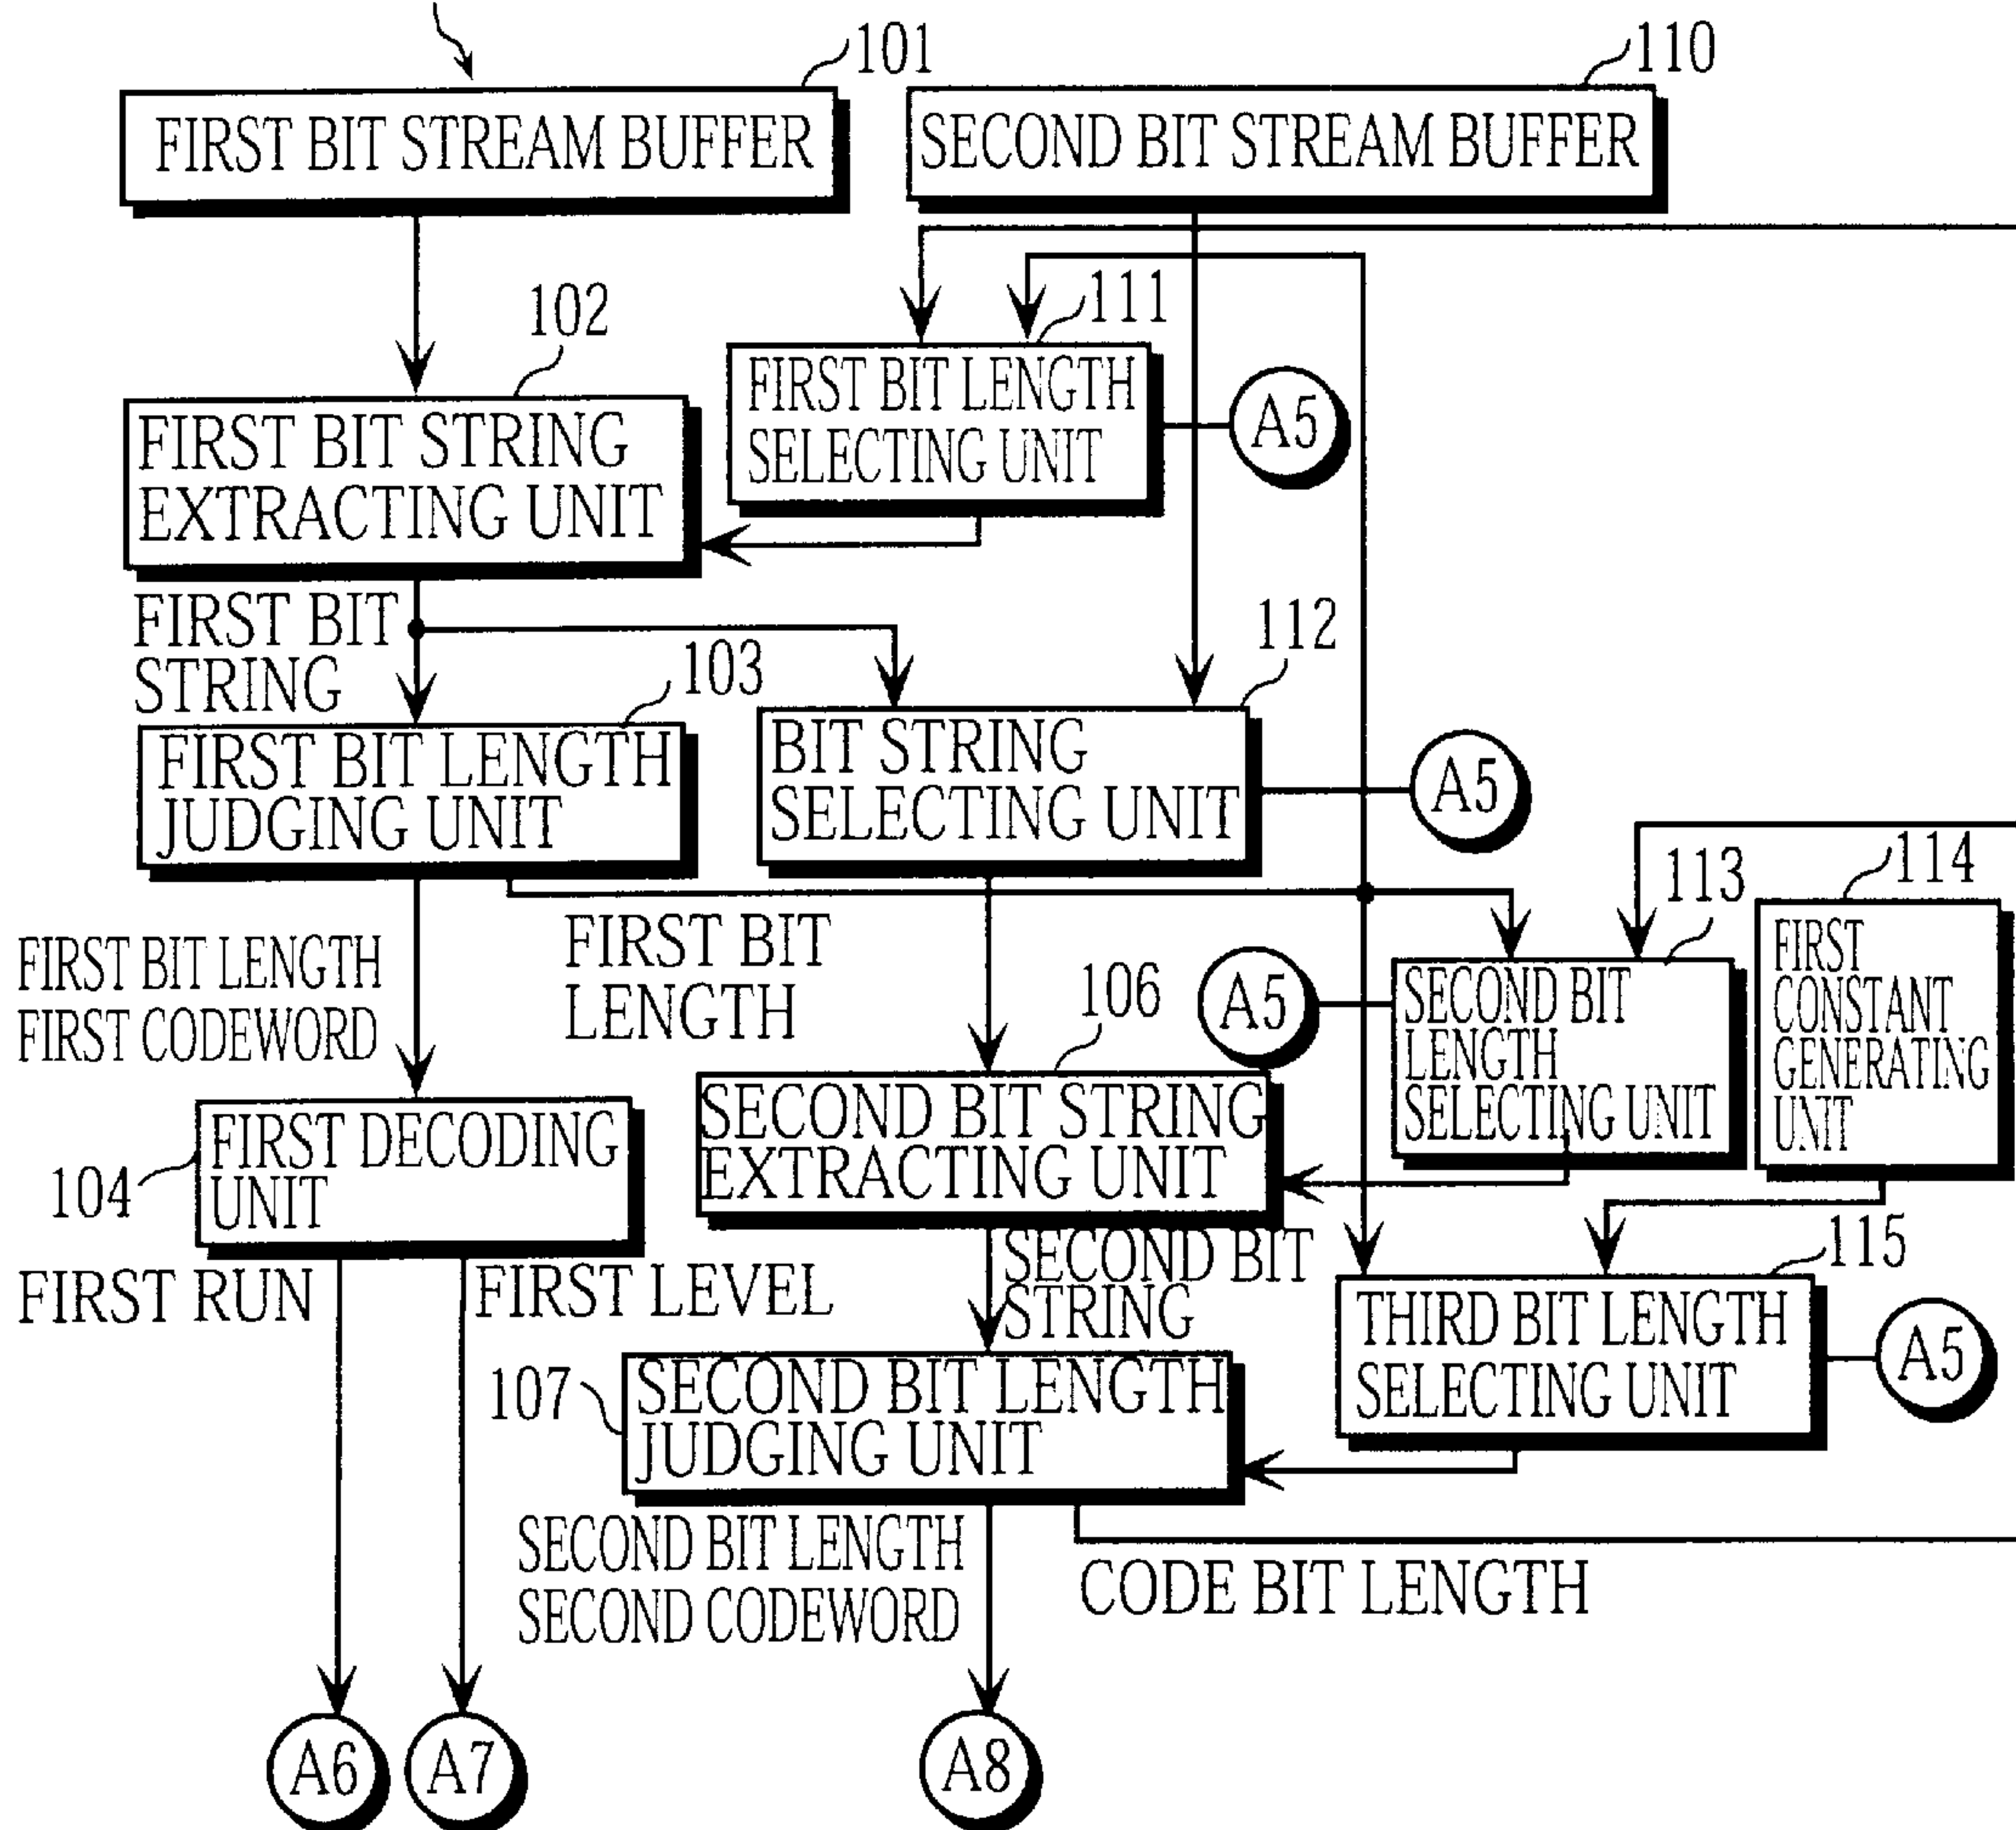 101
110
FIRST BIT STREAM BUFFER
SECOND BIT STREAM BUFFER
102
111
FIRST BIT LENGTH
SELECTING UNIT
A5
FIRST BIT STRING
EXTRACTING UNIT
FIRST BIT
STRING
103
112
FIRST BIT LENGTH
JUDGING UNIT
BIT STRING
SELECTING UNIT
A5
113
114
FIRST BIT LENGTH
FIRST CODEWORD
FIRST BIT
LENGTH
106
A5
SECOND BIT
LENGTH
SELECTING UNIT
FIRST
CONSTANT
GENERATING
UNIT
104
FIRST DECODING
UNIT
SECOND BIT STRING
EXTRACTING UNIT
115
FIRST RUN
FIRST LEVEL
SECOND BIT
STRING
THIRD BIT LENGTH
SELECTING UNIT
A5
107
SECOND BIT LENGTH
JUDGING UNIT
SECOND BIT LENGTH
SECOND CODEWORD
CODE BIT LENGTH
A6
A7
A8